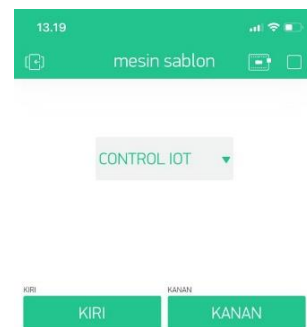 13.19
mesin sablon
CONTROL IOT
KIRI KANAN
KIRI KANAN